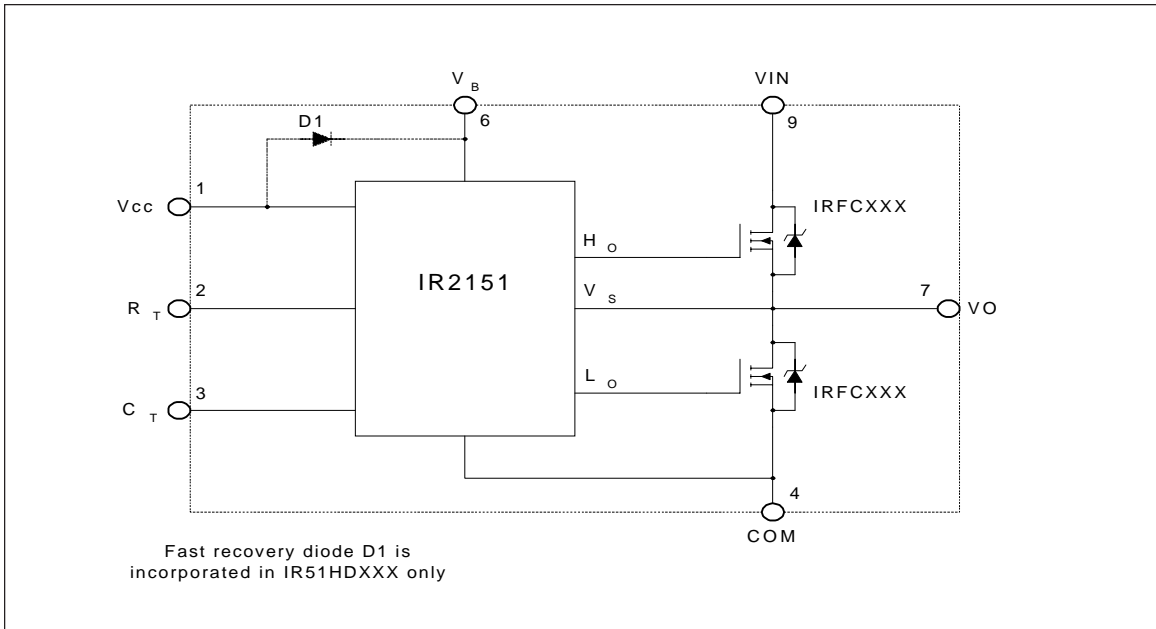 V B
VIN
6
9
D1
1
Vcc
IRFCXXX
H O
IR2151
2
R T
V S
7
VO
L O
IRFCXXX
3
C T
4
COM
Fast recovery diode D1 is
incorporated in IR51HDXXX only